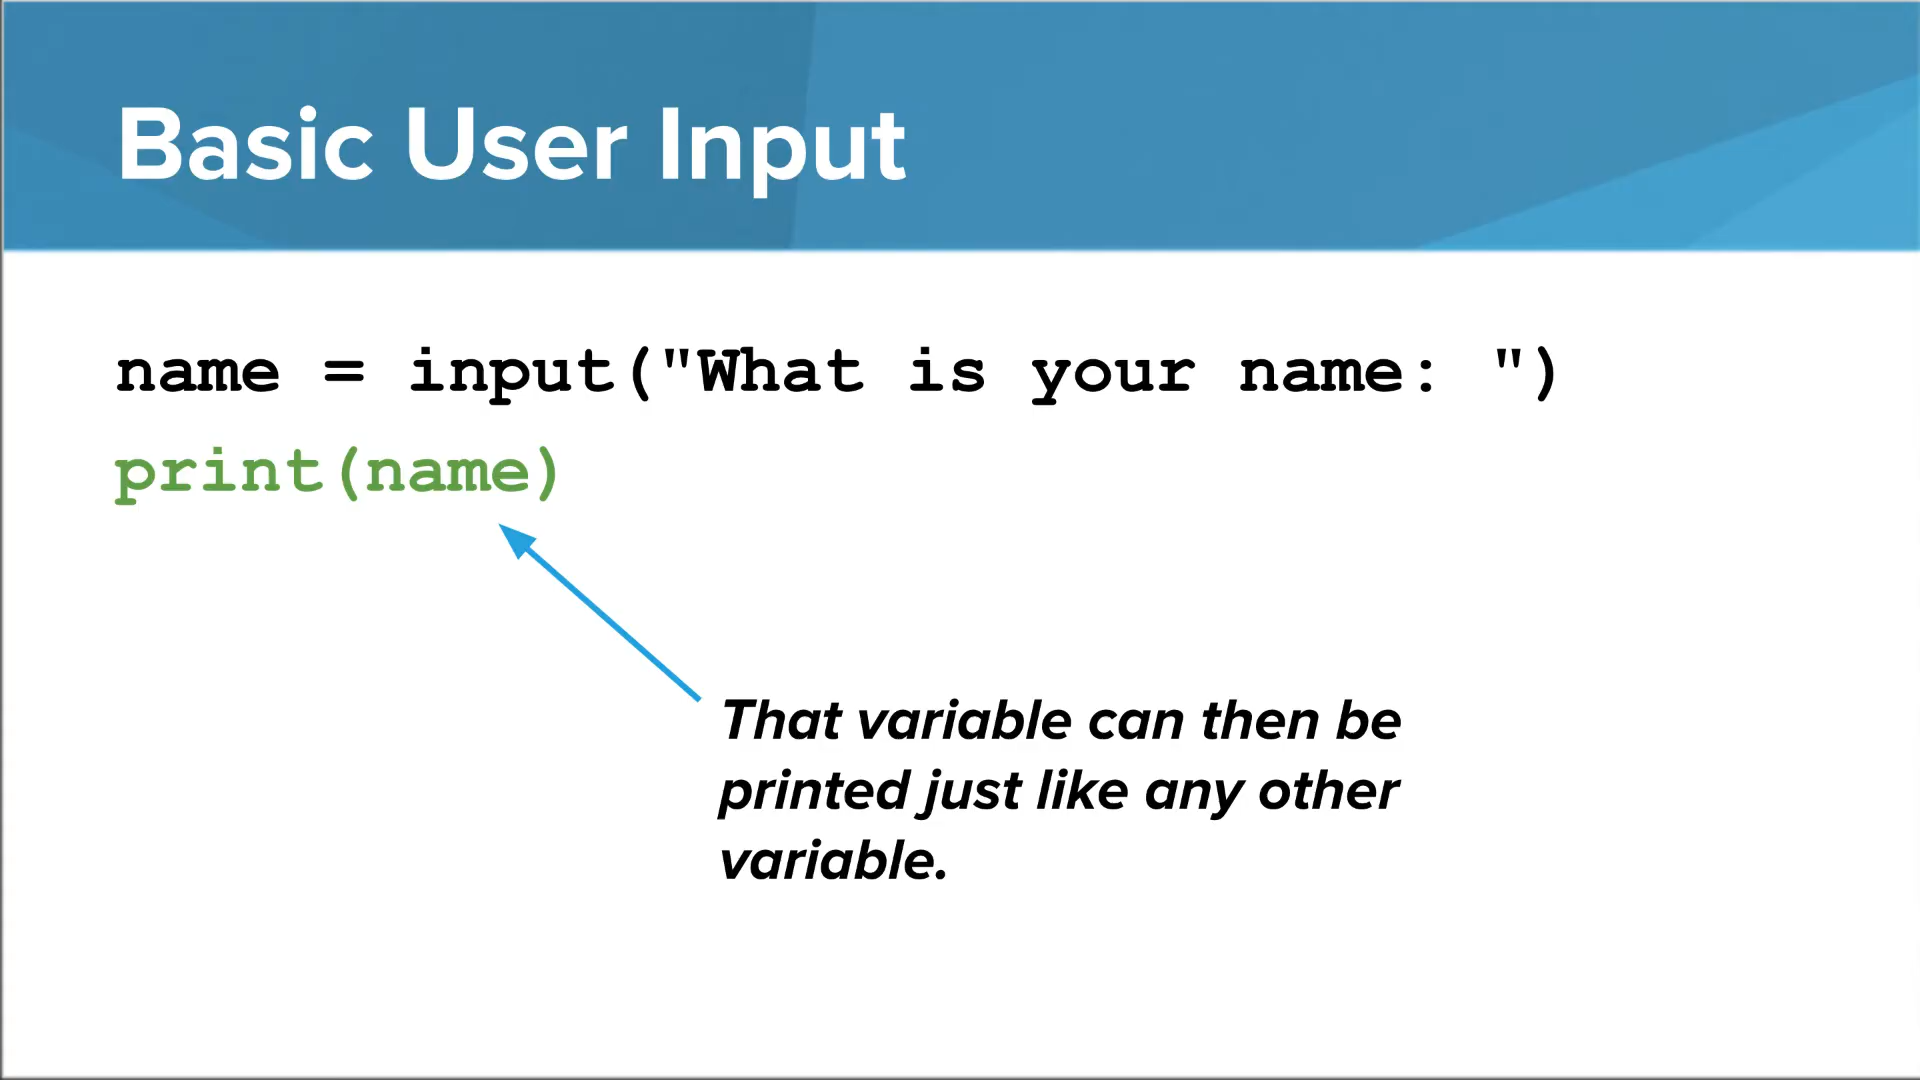 Basic User Input
name = input("What is your name: ")
print(name)
That variable can then be
printed just like any other
variable.